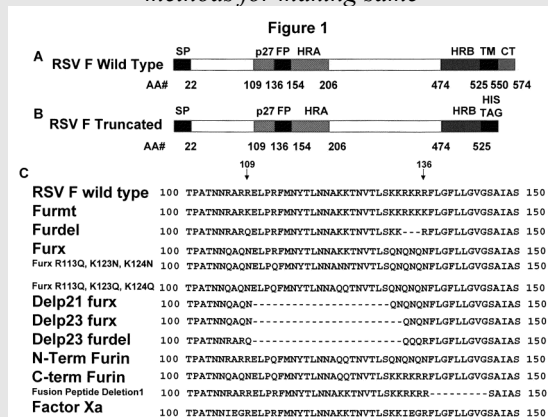 methods for making same
Figure 1
A
RSV F Wild Type
SP p27 FP HRA HRB TM CT
AA# 22 109 136 154 206 474 525 550 574
B
RSV F Truncated
SP p27 FP HRA HRB HIS TAG
AA# 22 109 136 154 206 474 525
109 136
C
RSV F wild type 100 TPATNNRARRELPRFMNYTLNNAKKTNVTLSKKRKRRFLGFLLGVGSAIAS 150
Furmt 100 TPATNNRARRELPRFMNYTLNNAKKTNVTLSKKRKKKFLGFLLGVGSAIAS 150
Furdel 100 TPATNNRARQELPRFMNYTLNNAKKTNVTLSKK---RFLGFLLGVGSAIAS 150
Furx 100 TPATNNQAQNELPRFMNYTLNNAKKTNVTLSQNQNQNFLGFLLGVGSAIAS 150
Furx R113Q, K123N, K124N 100 TPATNNQAQNELPQFMNYTLNNANNTNVTLSQNQNQNFLGFLLGVGSAIAS 150
Furx R113Q, K123Q, K124Q 100 TPATNNQAQNELPQFMNYTLNNAQQTNVTLSQNQNQNFLGFLLGVGSAIAS 150
Delp21 furx 100 TPATNNQAQN---------------------QNQNQNFLGFLLGVGSAIAS 150
Delp23 furx 100 TPATNNQAQN-----------------------QNQNFLGFLLGVGSAIAS 150
Delp23 furdel 100 TPATNNRARQ-----------------------QQQRFLGFLLGVGSAIAS 150
N-Term Furin 100 TPATNNRARRELPQFMNYTLNNAQQTNVTLSQNQNQNFLGFLLGVGSAIAS 150
C-term Furin 100 TPATNNQAQNELPQFMNYTLNNAQQTNVTLSKKRKRRFLGFLLGVGSAIAS 150
Fusion Peptide Deletion1 100 TPATNNRARRELPRFMNYTLNNAKKTNVTLSKKRKRR---------SAIAS 150
Factor Xa 100 TPATNNIEGRELPRFMNYTLNNAKKTNVTLSKKIEGRFLGFLLGVGSAIAS 150